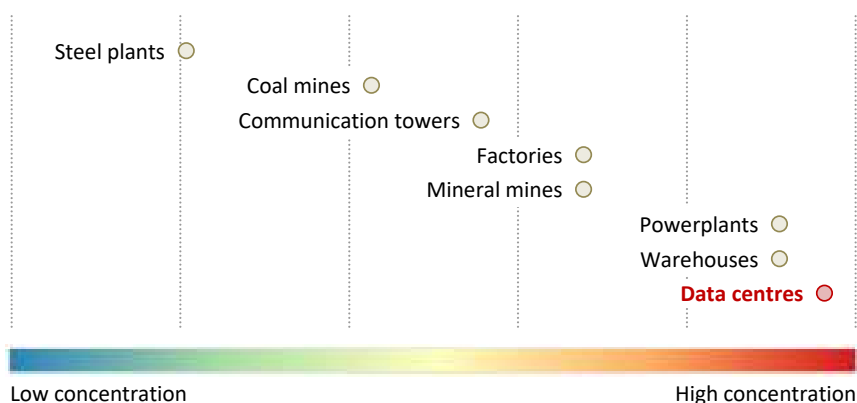 Steel plants
Coal mines
Communication towers
Factories
Mineral mines
Powerplants
Warehouses
Data centres
Low concentration
High concentration